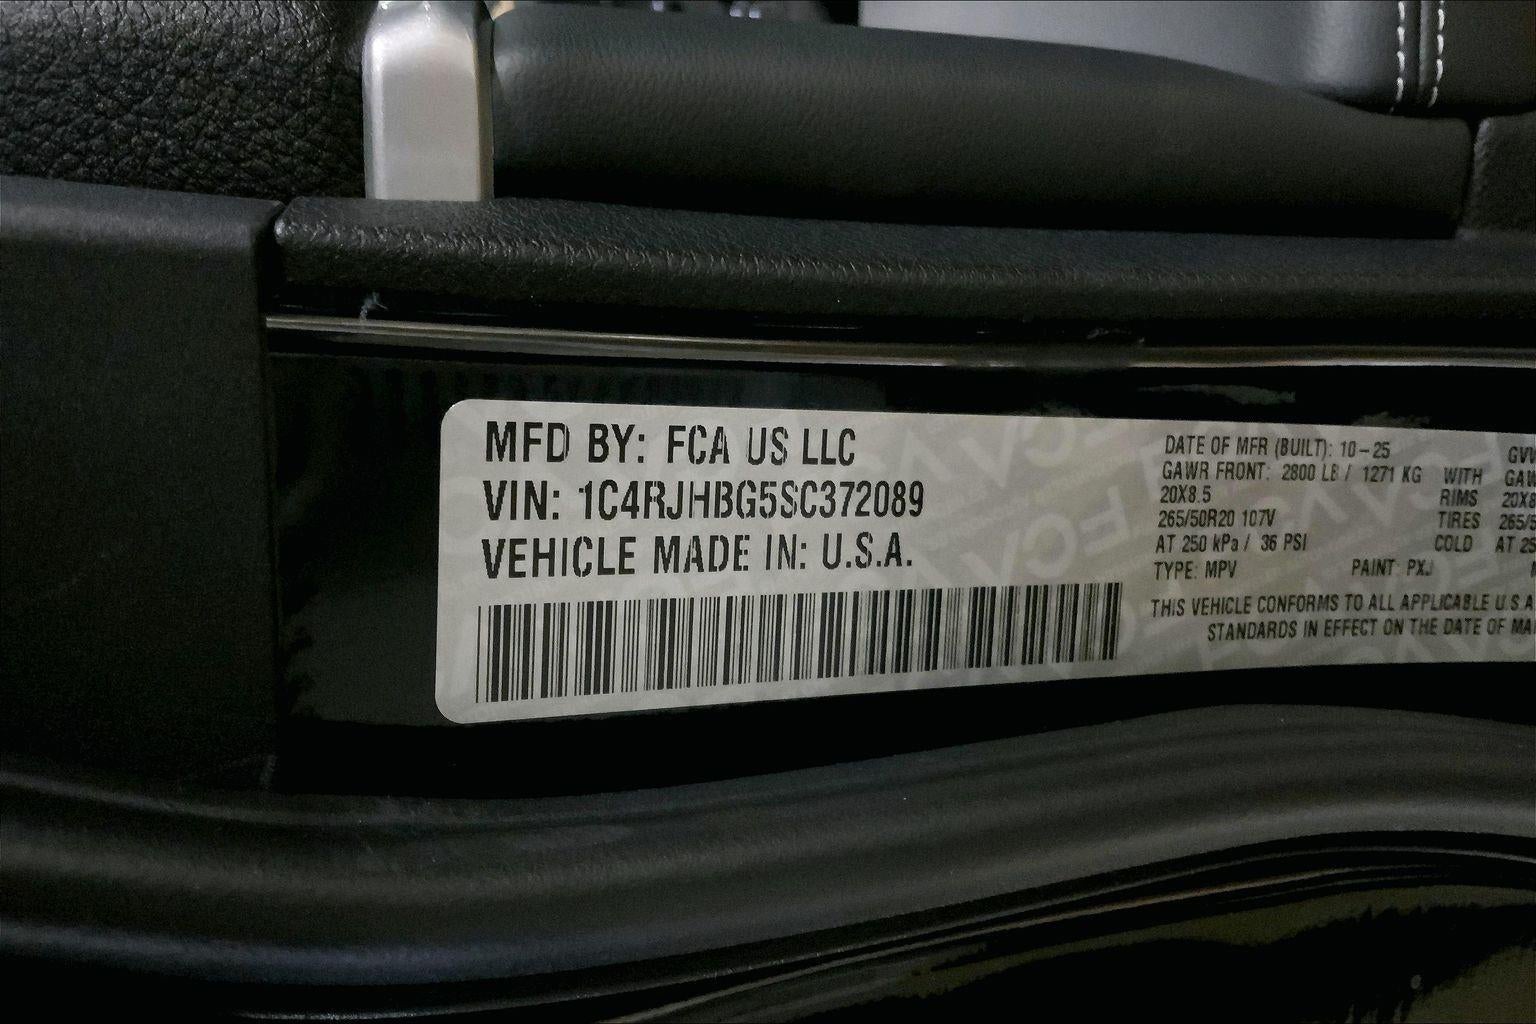 MFD BY: FCA US LLC
VIN: 1C4RJHBG5SC372089
VEHICLE MADE IN: U.S.A.
DATE OF MFR (BUILT): 10-25
GAWR FRONT: 2800 LB / 1271 KG WITH
20X8.5 RIMS
265/50R20 107V TIRES
AT 250 kPa / 36 PSI COLD
TYPE: MPV PAINT: PXJ
THIS VEHICLE CONFORMS TO ALL APPLICABLE U.S.A
STANDARDS IN EFFECT ON THE DATE OF